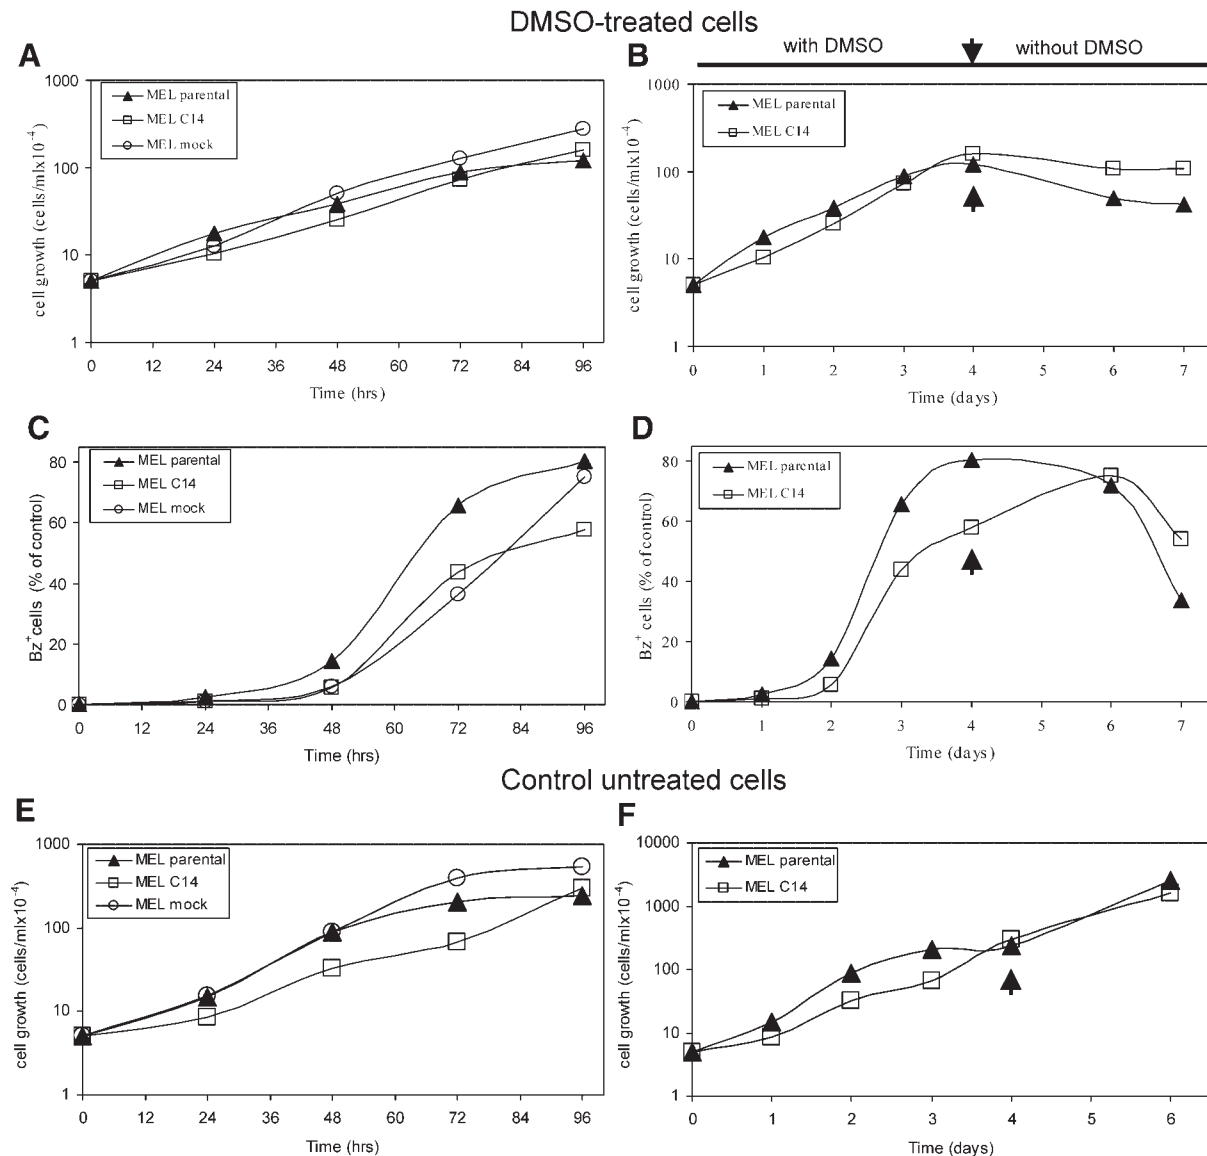 DMSO-treated cells
A
1000
100
10
1
cell growth (cells/mlx10-4)
MEL parental
MEL C14
MEL mock
0 12 24 36 48 60 72 84 96
Time (hrs)
with DMSO
without DMSO
B
1000
100
10
1
cell growth (cells/mlx10-4)
MEL parental
MEL C14
0 1 2 3 4 5 6 7
Time (days)
C
80
60
40
20
0
Bz+cells (% of control)
MEL parental
MEL C14
MEL mock
0 12 24 36 48 60 72 84 96
Time (hrs)
D
80
60
40
20
0
Bz+ cells (% of control)
MEL parental
MEL C14
0 1 2 3 4 5 6 7
Time (days)
Control untreated cells
E
1000
100
10
1
cell growth (cells/mlx10-4)
MEL parental
MEL C14
MEL mock
0 12 24 36 48 60 72 84 96
Time (hrs)
F
10000
1000
100
10
1
cell growth (cells/mlx10-4)
MEL parental
MEL C14
0 1 2 3 4 5 6
Time (days)